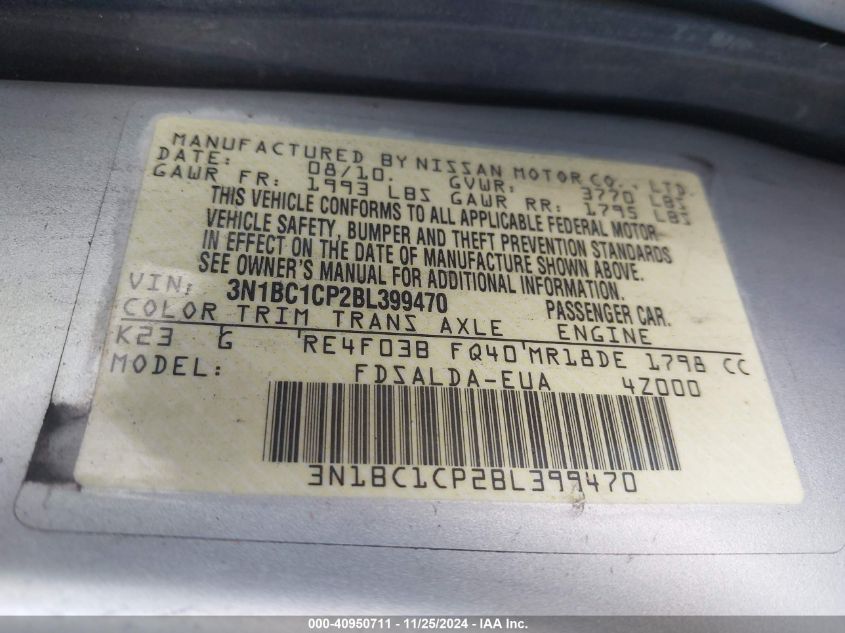 MANUFACTURED BY NISSAN MOTOR CO., LTD.
DATE: 08/10. GVWR: 3770 LBS
GAWR FR: 1993 LBS GAWR RR: 1795 LBS
THIS VEHICLE CONFORMS TO ALL APPLICABLE FEDERAL MOTOR
VEHICLE SAFETY, BUMPER AND THEFT PREVENTION STANDARDS
IN EFFECT ON THE DATE OF MANUFACTURE SHOWN ABOVE.
SEE OWNER'S MANUAL FOR ADDITIONAL INFORMATION.
VIN: 3N1BC1CP2BL399470 PASSENGER CAR.
COLOR TRIM TRANS AXLE ENGINE
K23 G RE4F03B FQ40 MR18DE 1798 CC
MODEL: FDSALDA-EUA 4Z000
3N1BC1CP2BL399470
000-40950711 - 11/25/2024 - IAA Inc.